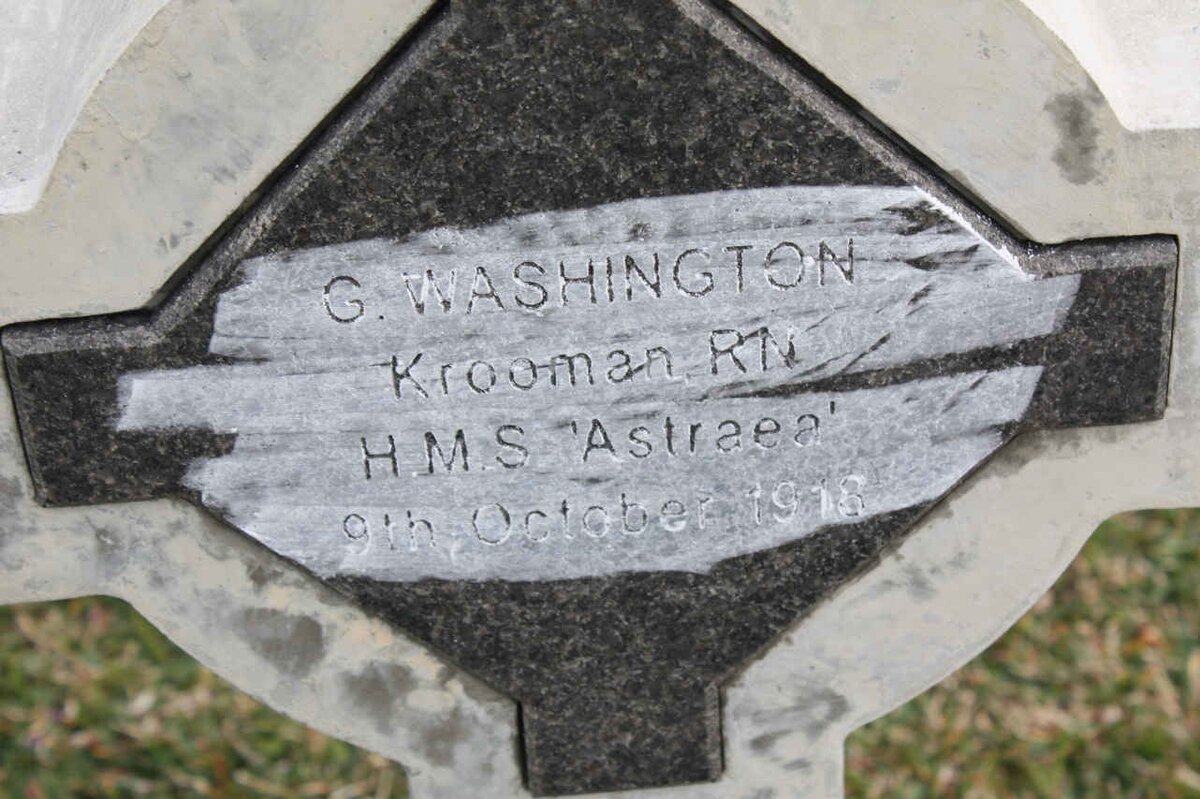 G. WASHINGTON
Krooman RN
H.M.S 'Astraea'
9th October 1918